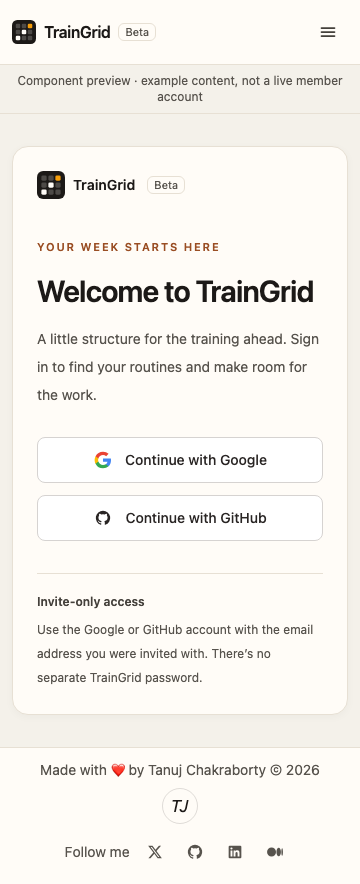 TrainGrid Beta
Component preview · example content, not a live member
account
TrainGrid Beta
YOUR WEEK STARTS HERE
Welcome to TrainGrid
A little structure for the training ahead. Sign
in to find your routines and make room for
the work.
Continue with Google
Continue with GitHub
Invite-only access
Use the Google or GitHub account with the email
address you were invited with. There's no
separate TrainGrid password.
Made with ❤️ by Tanuj Chakraborty © 2026
TJ
Follow me